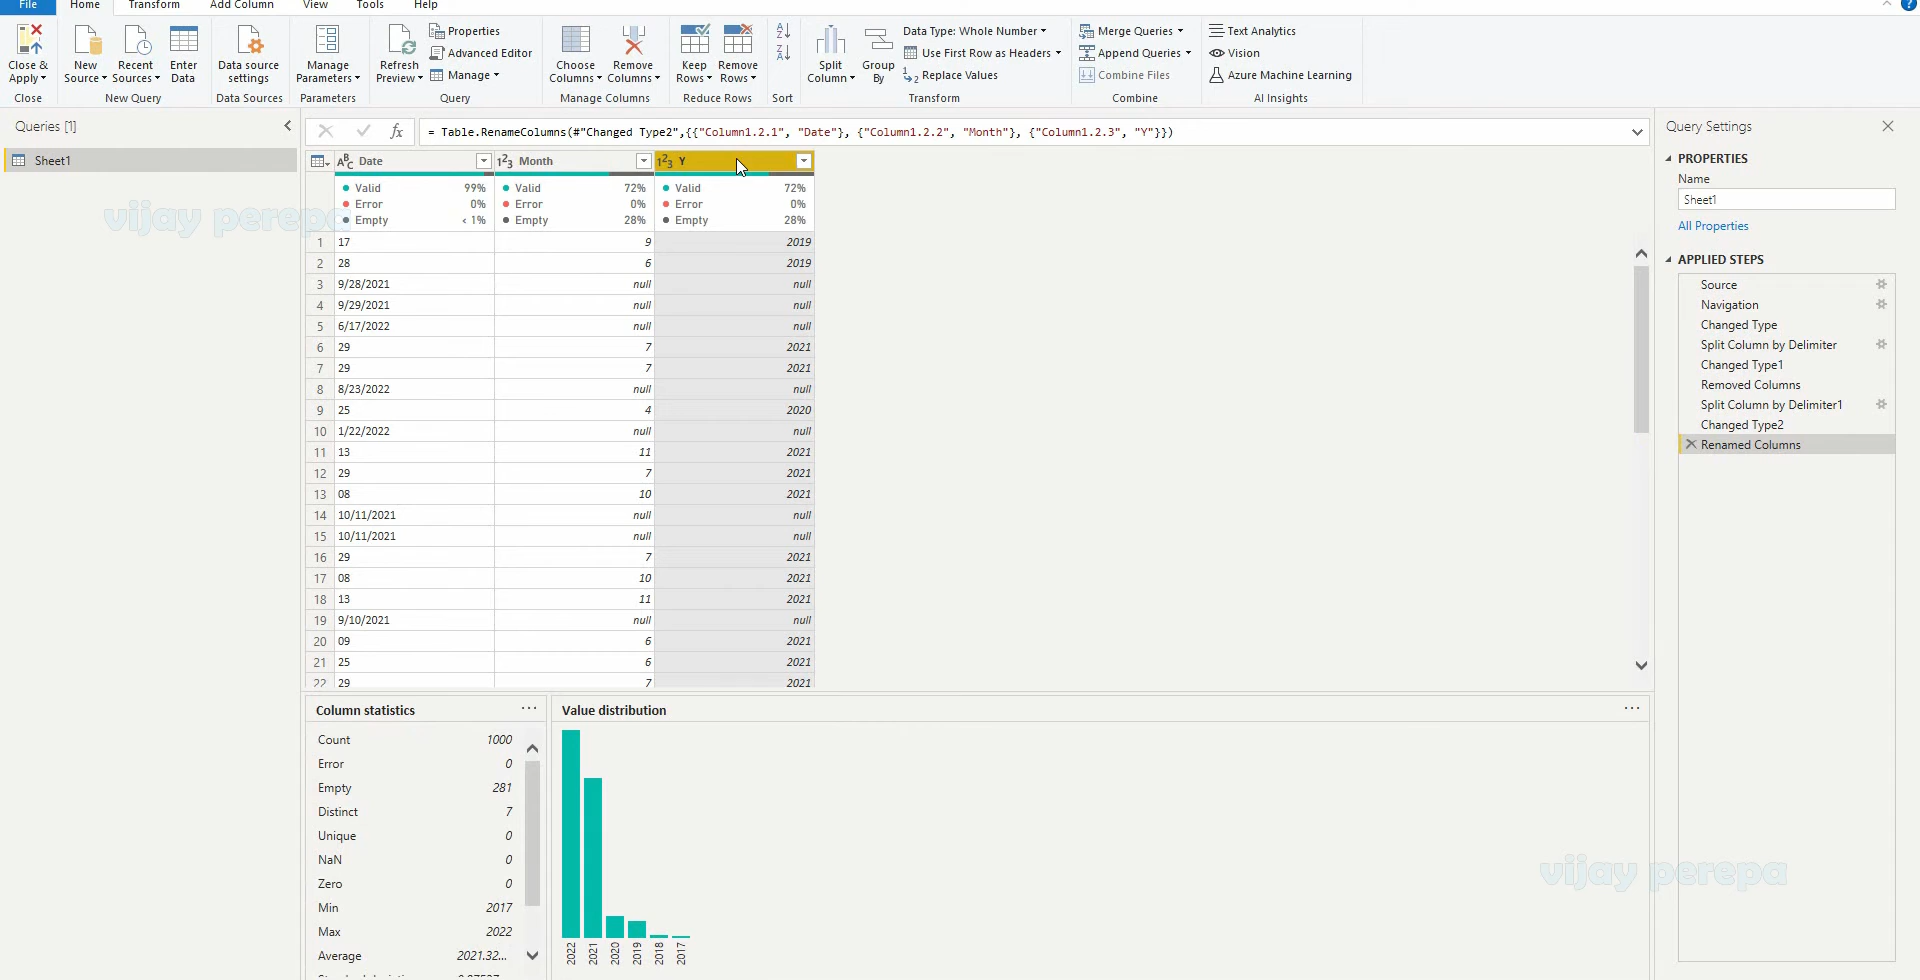 File Home Transform Add Column View Tools Help
Close & Apply
New Source
Recent Sources
Enter Data
Data source settings
Manage Parameters
Refresh Preview
Properties
Advanced Editor
Manage
Choose Columns
Remove Columns
Keep Rows
Remove Rows
Split Column
Group By
Data Type: Whole Number
Use First Row as Headers
Replace Values
Merge Queries
Append Queries
Combine Files
Text Analytics
Vision
Azure Machine Learning
Close New Query Data Sources Parameters Query Manage Columns Reduce Rows Sort Transform Combine AI Insights
Queries [1]
Sheet1
= Table.RenameColumns(#"Changed Type2",{{"Column1.2.1", "Date"}, {"Column1.2.2", "Month"}, {"Column1.2.3", "Y"}})
Date Month Y
Valid 99% Valid 72% Valid 72%
Error 0% Error 0% Error 0%
Empty < 1% Empty 28% Empty 28%
vijay perepa
1 17 9 2019
2 28 6 2019
3 9/28/2021 null null
4 9/29/2021 null null
5 6/17/2022 null null
6 29 7 2021
7 29 7 2021
8 8/23/2022 null null
9 25 4 2020
10 1/22/2022 null null
11 13 11 2021
12 29 7 2021
13 08 10 2021
14 10/11/2021 null null
15 10/11/2021 null null
16 29 7 2021
17 08 10 2021
18 13 11 2021
19 9/10/2021 null null
20 09 6 2021
21 25 6 2021
22 29 7 2021
Column statistics
Count 1000
Error 0
Empty 281
Distinct 7
Unique 0
NaN 0
Zero 0
Min 2017
Max 2022
Average 2021.32...
Value distribution
2022 2021 2020 2019 2018 2017
Query Settings
PROPERTIES
Name
Sheet1
All Properties
APPLIED STEPS
Source
Navigation
Changed Type
Split Column by Delimiter
Changed Type1
Removed Columns
Split Column by Delimiter1
Changed Type2
Renamed Columns
vijay perepa